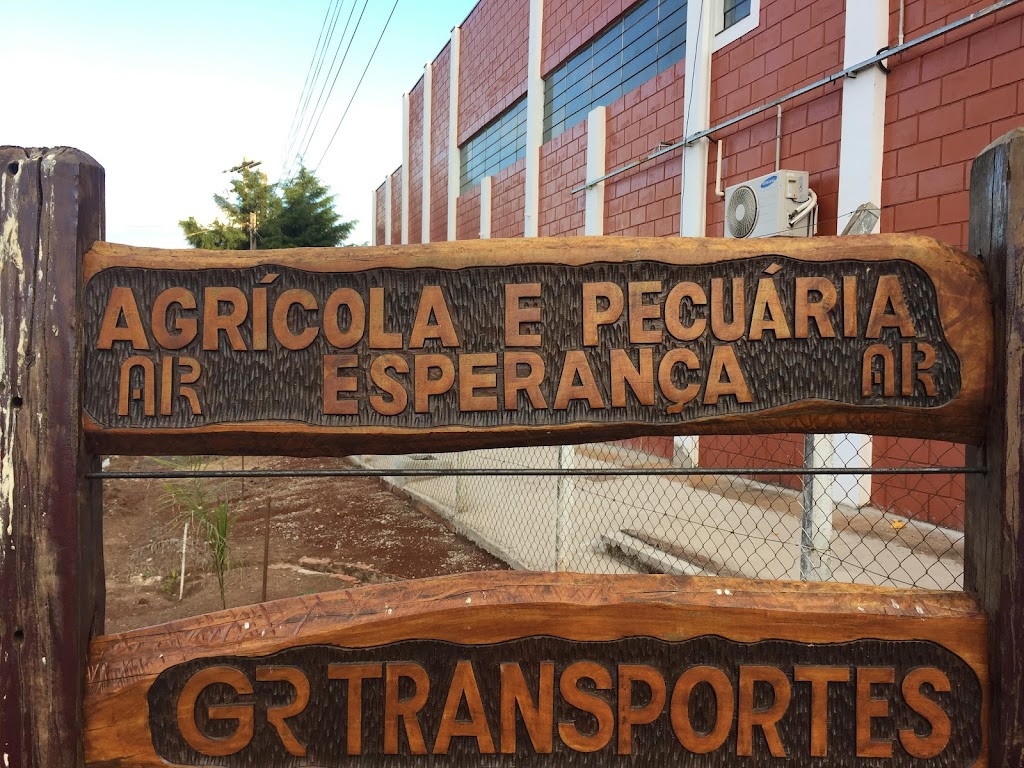 AGRÍCOLA E PECUÁRIA
AR ESPERANÇA AR
GR TRANSPORTES